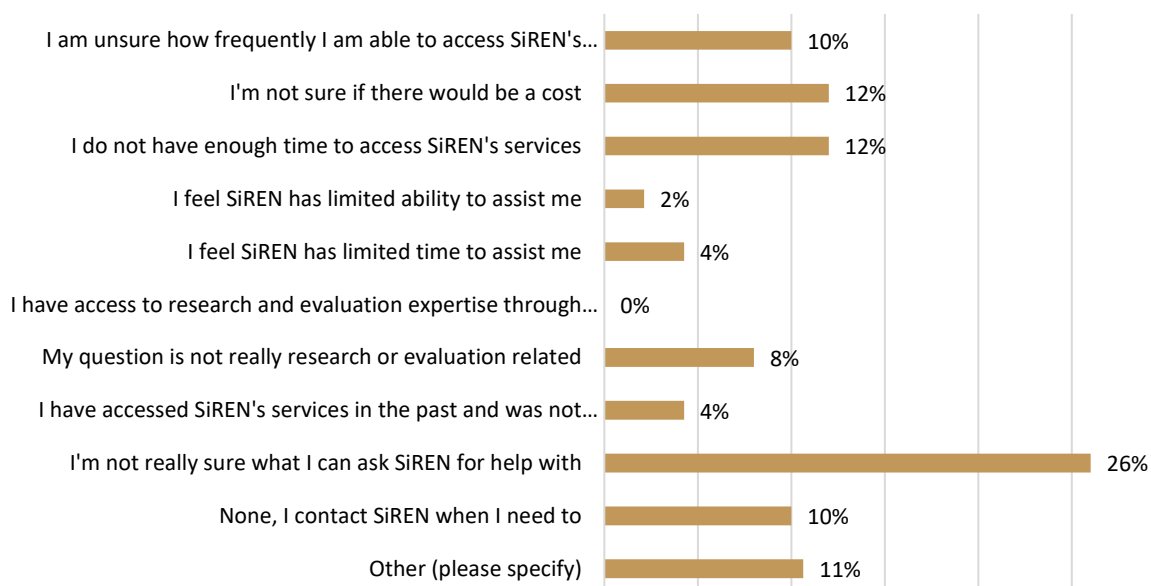 I am unsure how frequently I am able to access SiREN's... 10%
I'm not sure if there would be a cost 12%
I do not have enough time to access SiREN's services 12%
I feel SiREN has limited ability to assist me 2%
I feel SiREN has limited time to assist me 4%
I have access to research and evaluation expertise through... 0%
My question is not really research or evaluation related 8%
I have accessed SiREN's services in the past and was not... 4%
I'm not really sure what I can ask SiREN for help with 26%
None, I contact SiREN when I need to 10%
Other (please specify) 11%